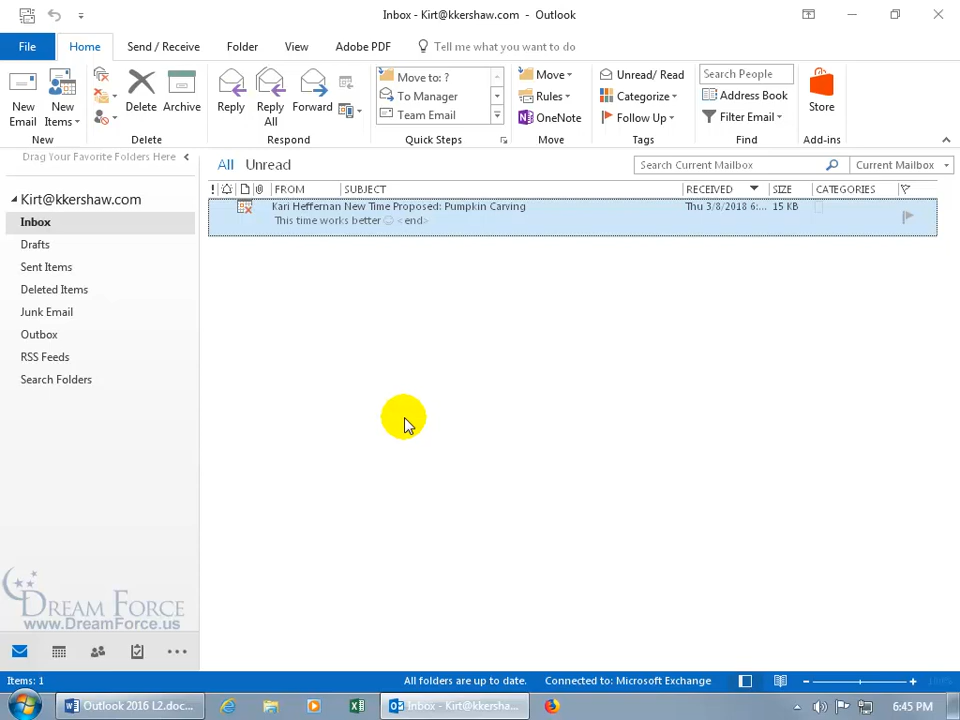 Inbox - Kirt@kkershaw.com - Outlook
File Home Send / Receive Folder View Adobe PDF Tell me what you want to do
New Email
New Items
Delete
Archive
Reply
Reply All
Forward
Move to: ?
To Manager
Team Email
Move
Rules
OneNote
Unread/ Read
Categorize
Follow Up
Search People
Address Book
Filter Email
Store
New Delete Respond Quick Steps Move Tags Find Add-ins
Drag Your Favorite Folders Here
All Unread
Search Current Mailbox
Current Mailbox
! FROM SUBJECT RECEIVED SIZE CATEGORIES
Kari Heffernan New Time Proposed: Pumpkin Carving Thu 3/8/2018 6:... 15 KB
This time works better ☺ <end>
Kirt@kkershaw.com
Inbox
Drafts
Sent Items
Deleted Items
Junk Email
Outbox
RSS Feeds
Search Folders
DREAM FORCE
www.DreamForce.us
Items: 1 All folders are up to date. Connected to: Microsoft Exchange
Outlook 2016 L2.doc... Inbox - Kirt@kkersha... 6:45 PM